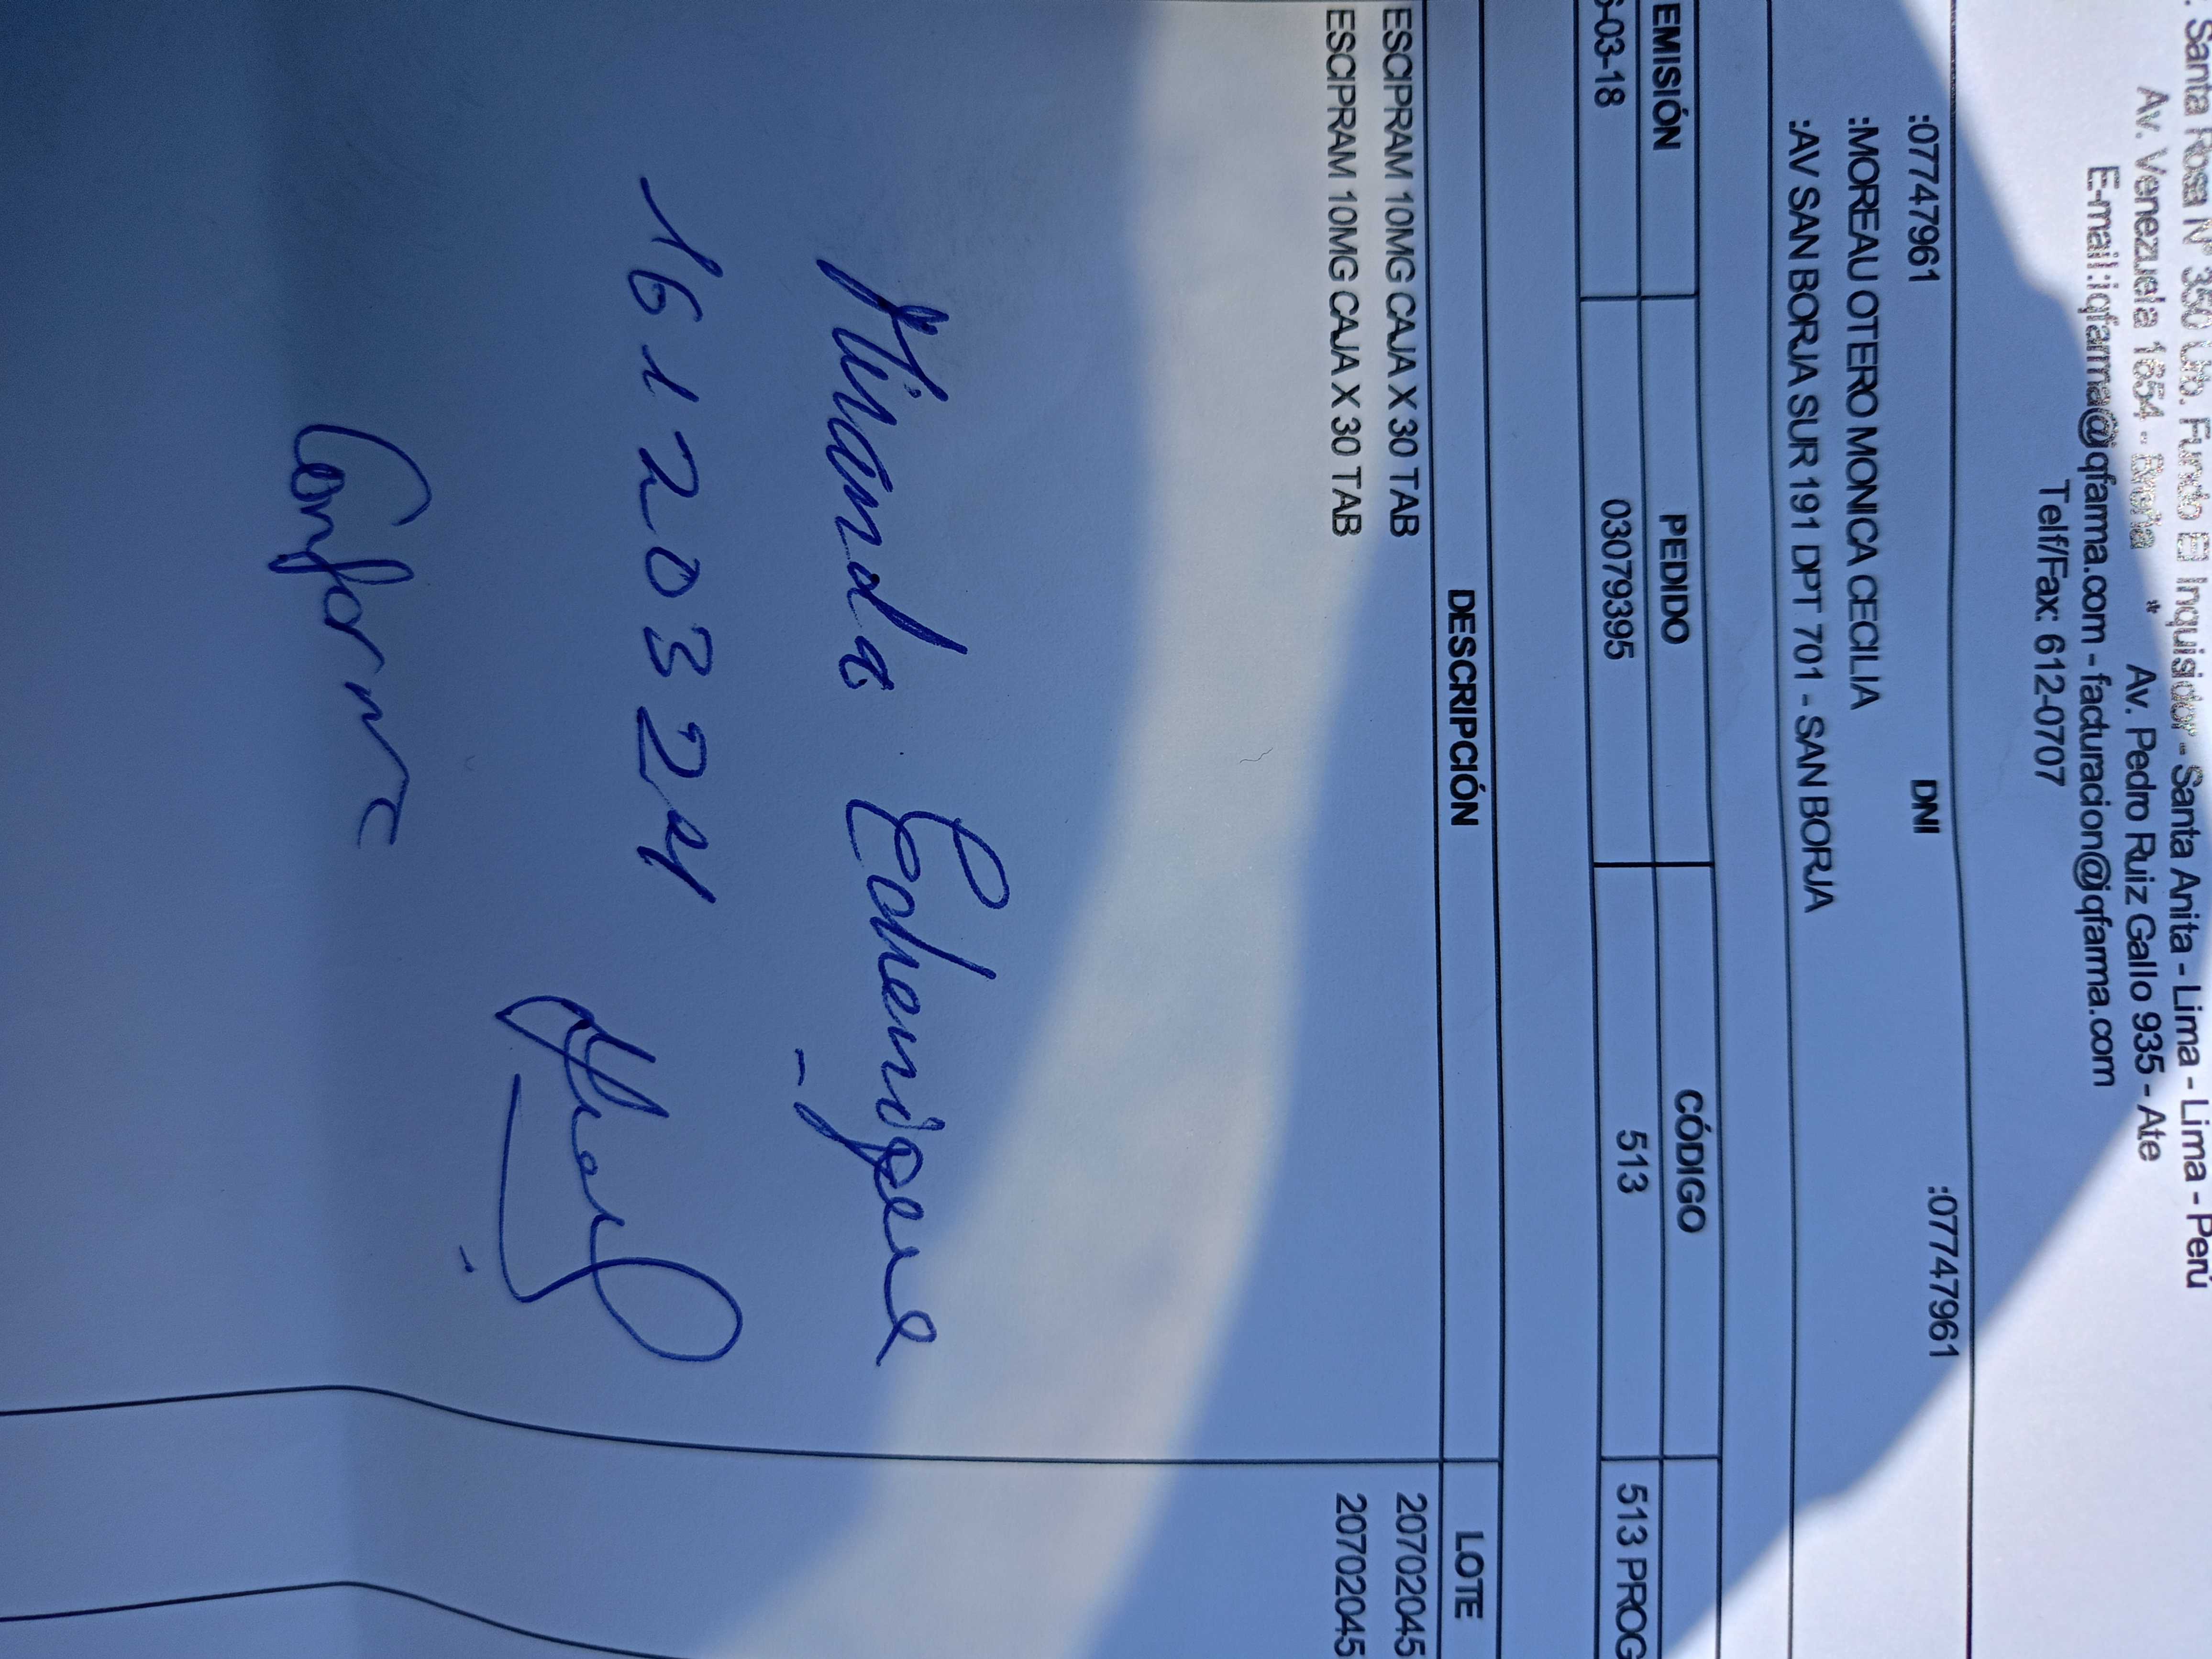 . Santa Rosa N° 350 Urb. Fundo El Inquisidor - Santa Anita - Lima - Lima - Perú
Av. Venezuela 1654 - Breña * Av. Pedro Ruiz Gallo 935 - Ate
E-mail:iqfarma@iqfarma.com - facturacion@iqfarma.com
Telf/Fax: 612-0707
:07747961 DNI :07747961
:MOREAU OTERO MONICA CECILIA
:AV SAN BORJA SUR 191 DPT 701 - SAN BORJA
EMISIÓN PEDIDO CÓDIGO
6-03-18 03079395 513 513 PROG
DESCRIPCIÓN LOTE
ESCIPRAM 10MG CAJA X 30 TAB 20702045
ESCIPRAM 10MG CAJA X 30 TAB 20702045
Miranda
16120324
Conforme